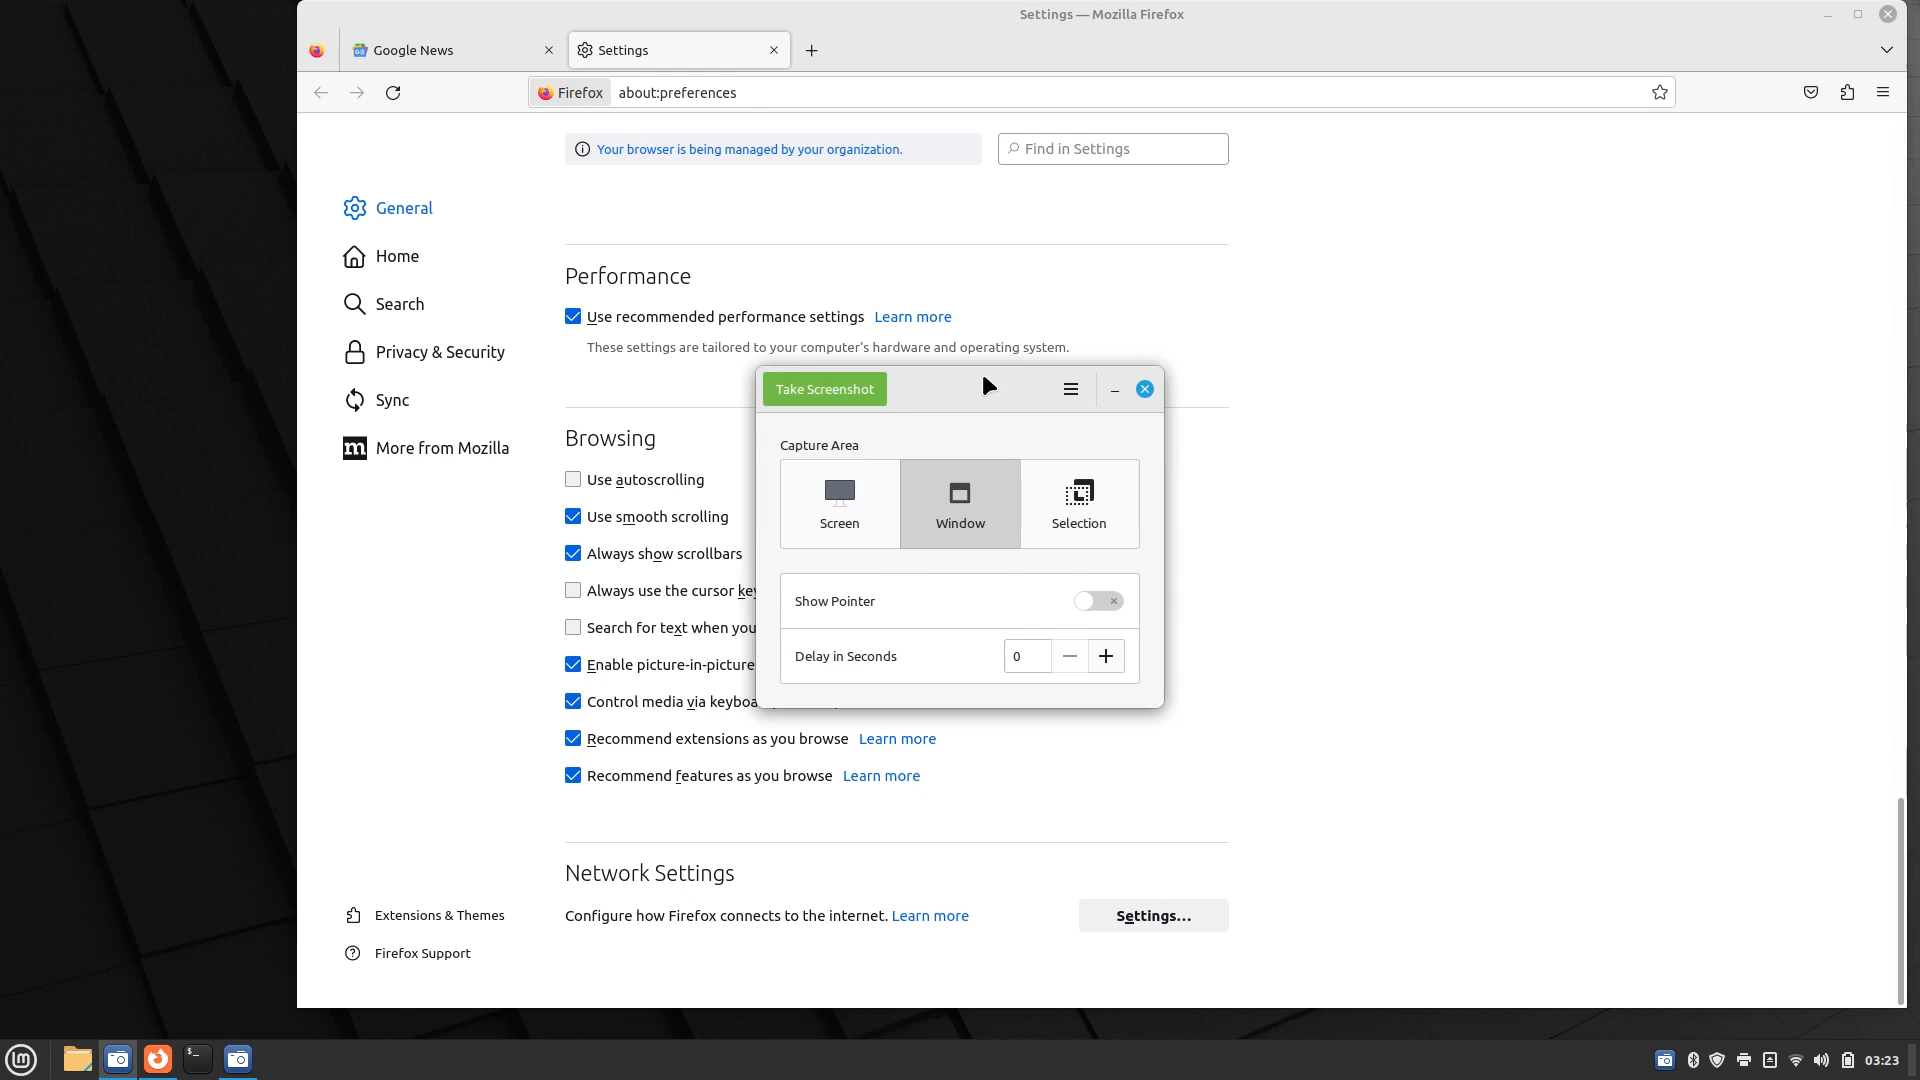 Settings — Mozilla Firefox
Google News
Settings
Firefox
about:preferences
Your browser is being managed by your organization.
Find in Settings
General
Home
Search
Privacy & Security
Sync
More from Mozilla
Extensions & Themes
Firefox Support
Performance
Use recommended performance settings Learn more
These settings are tailored to your computer's hardware and operating system.
Browsing
Use autoscrolling
Use smooth scrolling
Always show scrollbars
Always use the cursor
Search for text when you
Enable picture-in-picture
Control media via
Recommend extensions as you browse Learn more
Recommend features as you browse Learn more
Network Settings
Configure how Firefox connects to the internet. Learn more
Settings...
Take Screenshot
Capture Area
Screen
Window
Selection
Show Pointer
Delay in Seconds
0
03:23